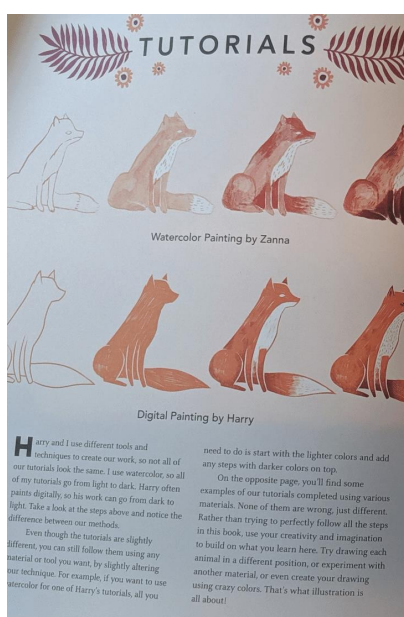 TUTORIALS
Watercolor Painting by Zanna
Digital Painting by Harry
Harry and I use different tools and
techniques to create our work, so not all of
our tutorials look the same. I use watercolor, so all
of my tutorials go from light to dark. Harry often
paints digitally, so his work can go from dark to
light. Take a look at the steps above and notice the
difference between our methods.
Even though the tutorials are slightly
different, you can still follow them using any
material or tool you want, by slightly altering
our technique. For example, if you want to use
watercolor for one of Harry's tutorials, all you
need to do is start with the lighter colors and add
any steps with darker colors on top.
On the opposite page, you'll find some
examples of our tutorials completed using various
materials. None of them are wrong, just different.
Rather than trying to perfectly follow all the steps
in this book, use your creativity and imagination
to build on what you learn here. Try drawing each
animal in a different position, or experiment with
another material, or even create your drawing
using crazy colors. That's what illustration is
all about!